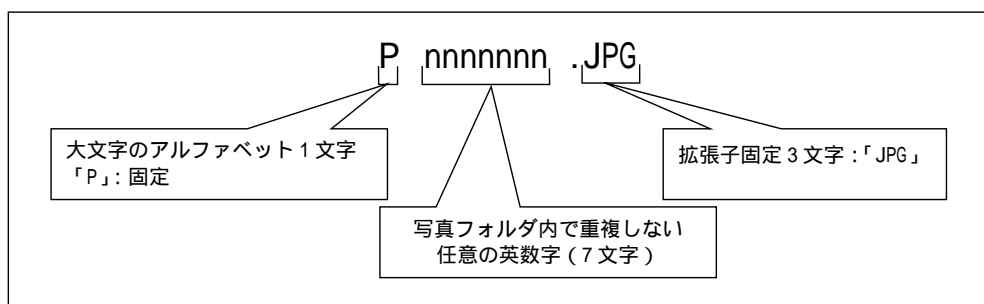 P nnnnnnn .JPG
大文字のアルファベット1文字
「P」:固定
拡張子固定3文字:「JPG」
写真フォルダ内で重複しない
任意の英数字(7文字)